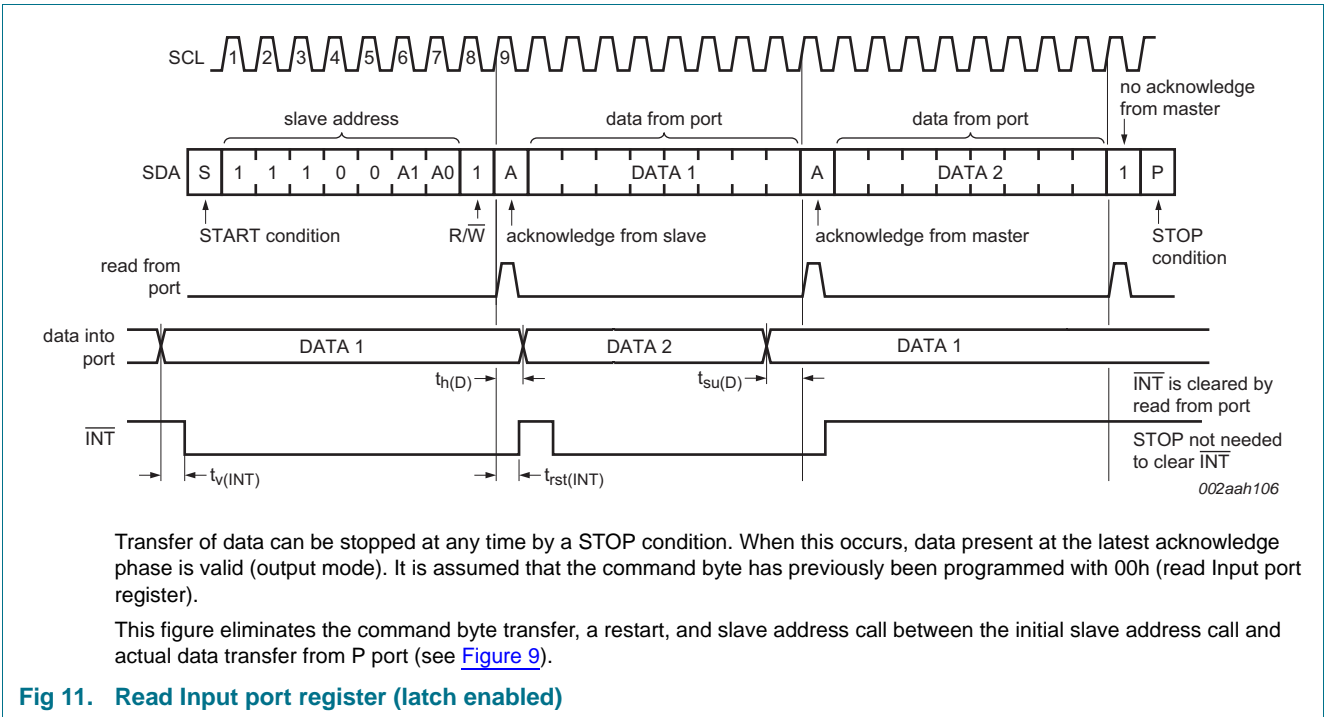 SCL 1 2 3 4 5 6 7 8 9
no acknowledge
from master
slave address data from port data from port
SDA S 1 1 1 0 0 A1 A0 1 A DATA 1 A DATA 2 1 P
START condition R/W acknowledge from slave acknowledge from master STOP
condition
read from
port
data into
port
DATA 1 DATA 2 DATA 1
th(D) tsu(D)
INT is cleared by
read from port
INT
STOP not needed
to clear INT
tv(INT) trst(INT)
002aah106
Transfer of data can be stopped at any time by a STOP condition. When this occurs, data present at the latest acknowledge
phase is valid (output mode). It is assumed that the command byte has previously been programmed with 00h (read Input port
register).
This figure eliminates the command byte transfer, a restart, and slave address call between the initial slave address call and
actual data transfer from P port (see Figure 9).
Fig 11. Read Input port register (latch enabled)